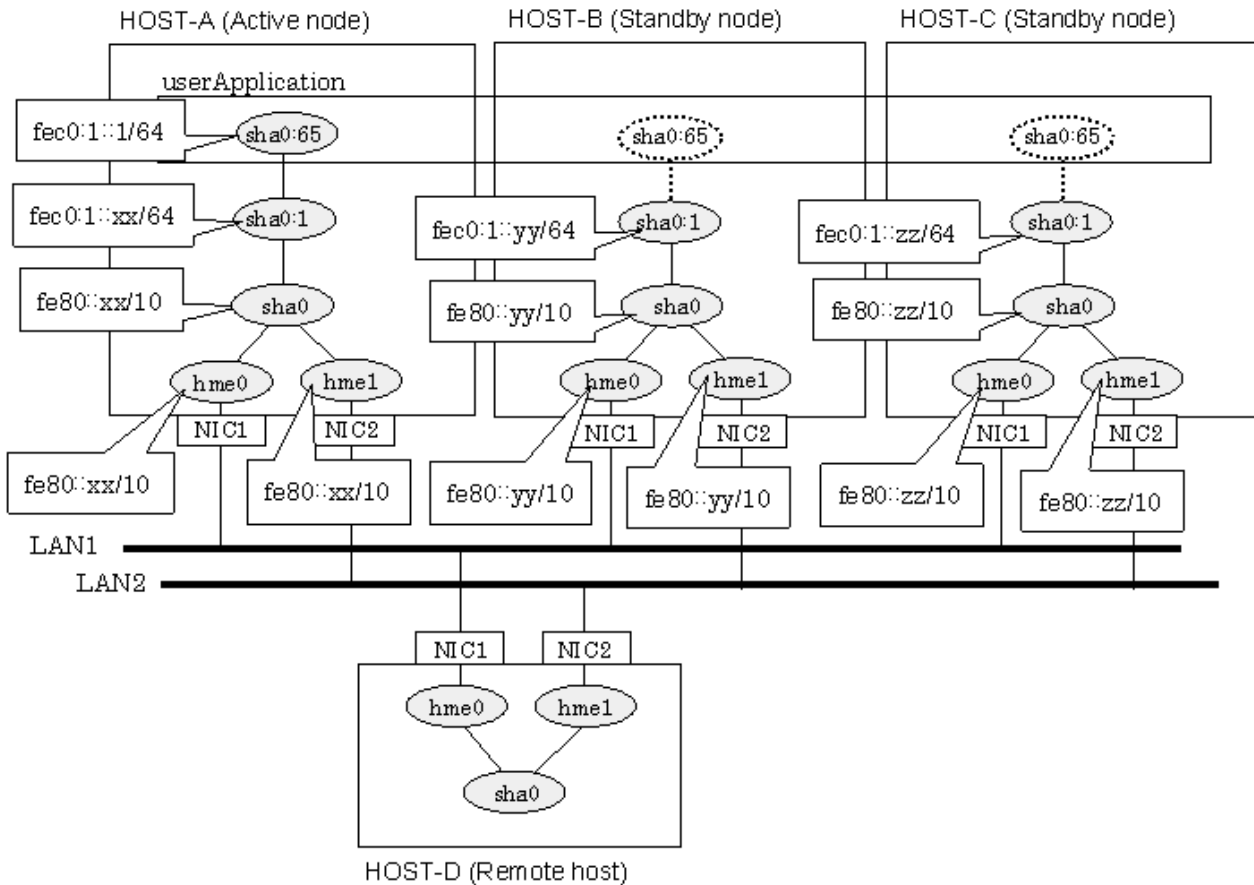 HOST-A (Active node)
HOST-B (Standby node)
HOST-C (Standby node)
userApplication
fec0:1::1/64
sha0:65
sha0:65
sha0:65
fec0:1::xx/64
sha0:1
fec0:1::yy/64
sha0:1
fec0:1::zz/64
sha0:1
fe80::xx/10
sha0
fe80::yy/10
sha0
fe80::zz/10
sha0
hme0
hme1
hme0
hme1
hme0
hme1
NIC1
NIC2
NIC1
NIC2
NIC1
NIC2
fe80::xx/10
fe80::xx/10
fe80::yy/10
fe80::yy/10
fe80::zz/10
fe80::zz/10
LAN1
LAN2
NIC1
NIC2
hme0
hme1
sha0
HOST-D (Remote host)